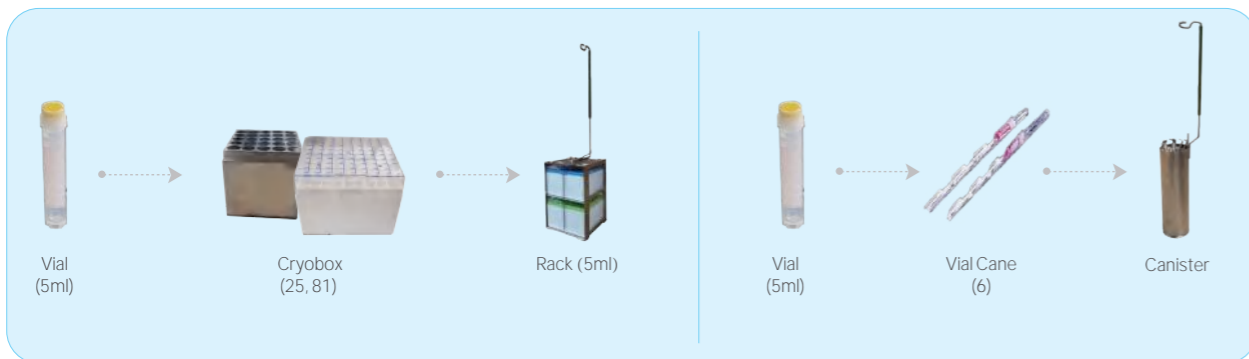 Vial
(5ml)
Cryobox
(25, 81)
Rack (5ml)
Vial
(5ml)
Vial Cane
(6)
Canister